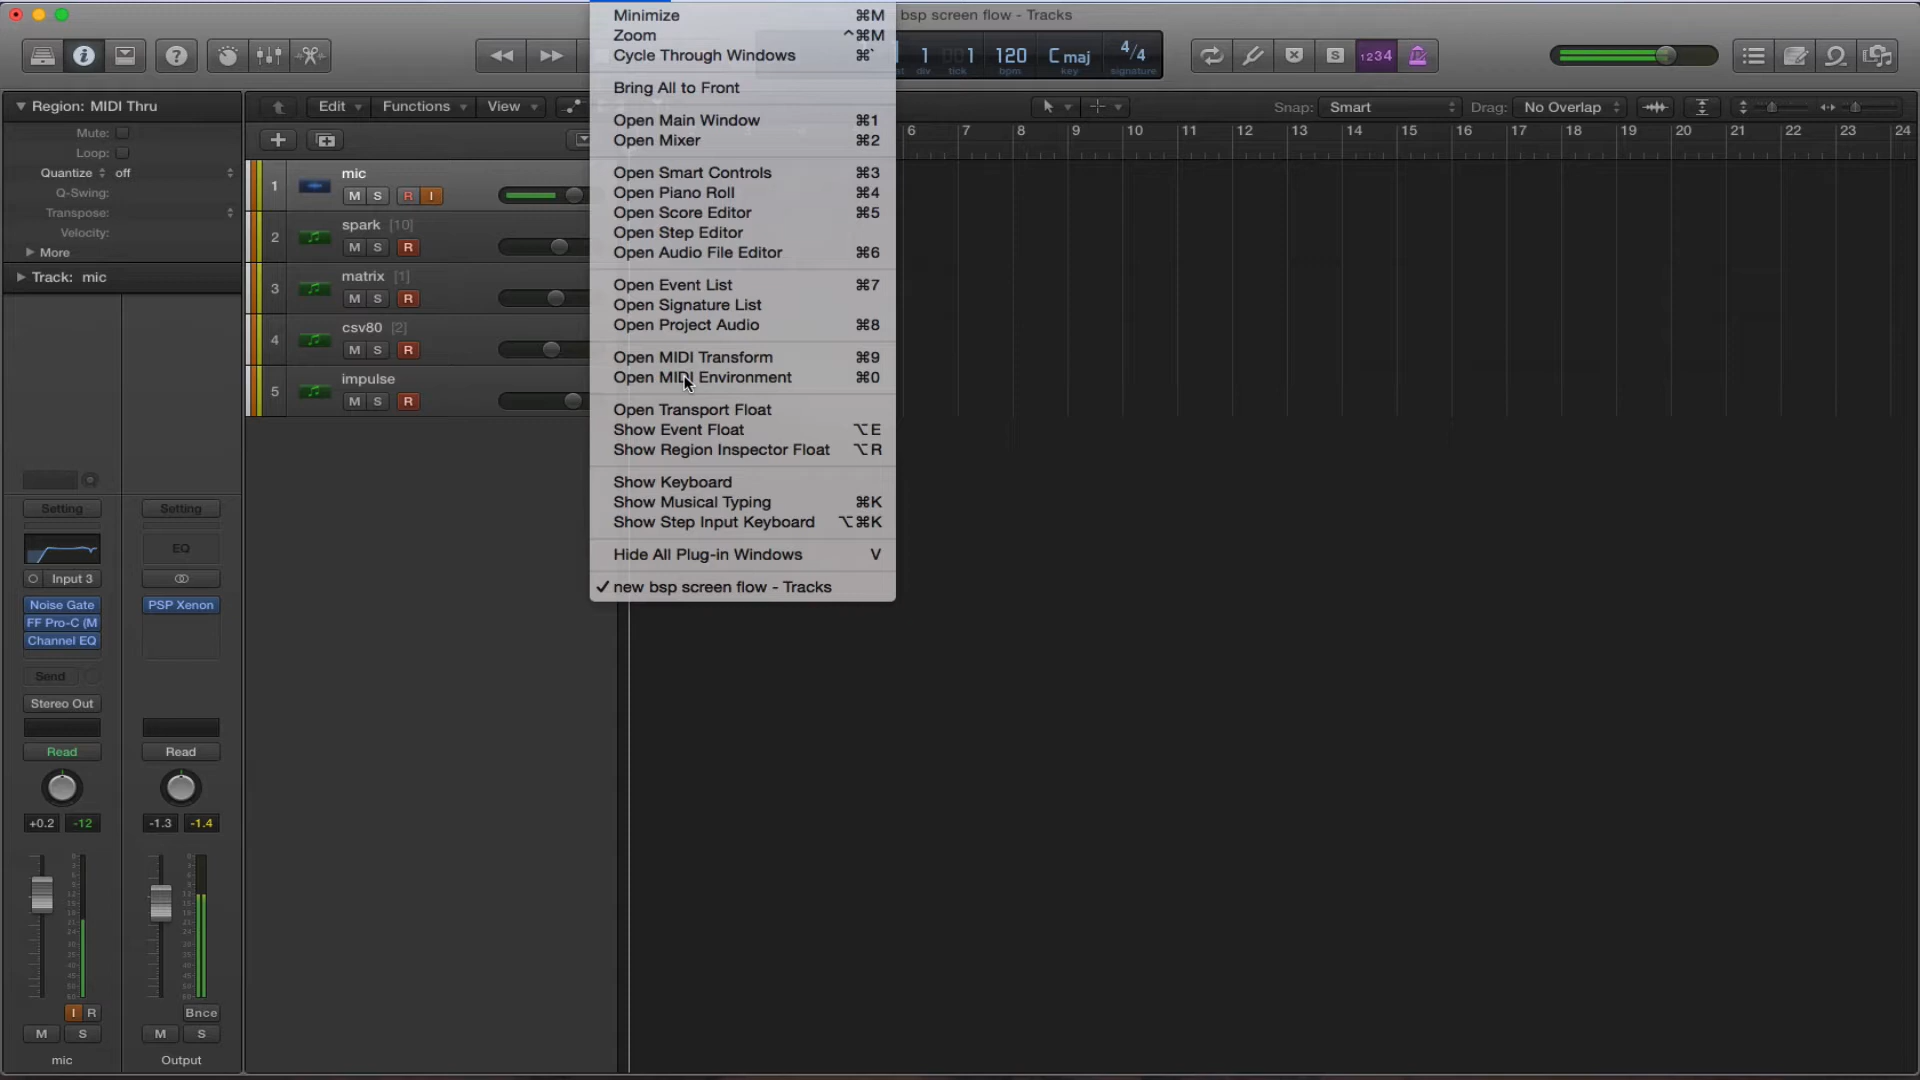 bsp screen flow - Tracks
Minimize ⌘M
Zoom ^⌘M
Cycle Through Windows ⌘`
Bring All to Front
Open Main Window ⌘1
Open Mixer ⌘2
Open Smart Controls ⌘3
Open Piano Roll ⌘4
Open Score Editor ⌘5
Open Step Editor
Open Audio File Editor ⌘6
Open Event List ⌘7
Open Signature List
Open Project Audio ⌘8
Open MIDI Transform ⌘9
Open MIDI Environment ⌘0
Open Transport Float
Show Event Float ⌥E
Show Region Inspector Float ⌥R
Show Keyboard
Show Musical Typing ⌘K
Show Step Input Keyboard ⌥⌘K
Hide All Plug-in Windows V
✓ new bsp screen flow - Tracks
1 1 120 C maj 4/4
div tick bpm key signature
S 1234
Region: MIDI Thru
Mute:
Loop:
Quantize off
Q-Swing:
Transpose:
Velocity:
More
Track: mic
Edit Functions View
Snap: Smart Drag: No Overlap
6 7 8 9 10 11 12 13 14 15 16 17 18 19 20 21 22 23 24
1 mic
M S R I
2 spark [10]
M S R
3 matrix [1]
M S R
4 csv80 [2]
M S R
5 impulse
M S R
Setting Setting
EQ
Input 3
Noise Gate PSP Xenon
FF Pro-C (M
Channel EQ
Send
Stereo Out
Read Read
+0.2 -12 -1.3 -1.4
I R Bnce
M S M S
mic Output